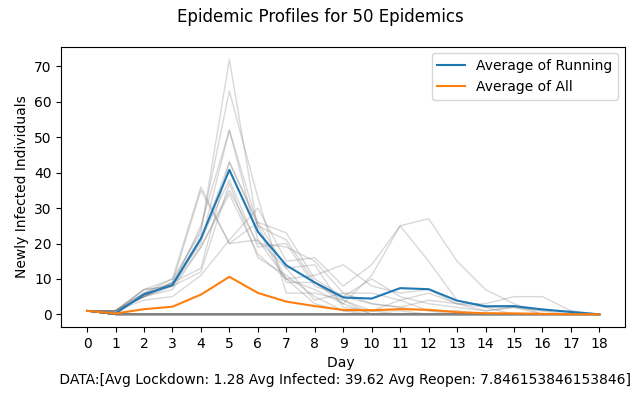 Epidemic Profiles for 50 Epidemics
Newly Infected Individuals
70
60
50
40
30
20
10
0
Average of Running
Average of All
0 1 2 3 4 5 6 7 8 9 10 11 12 13 14 15 16 17 18
Day
DATA:[Avg Lockdown: 1.28 Avg Infected: 39.62 Avg Reopen: 7.846153846153846]